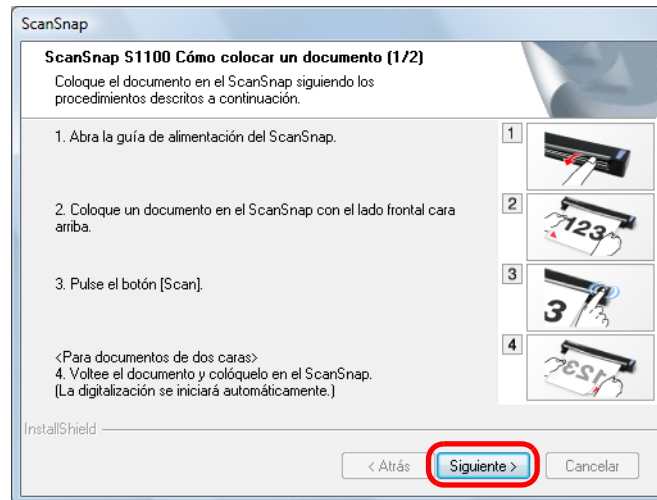 ScanSnap
ScanSnap S1100 Cómo colocar un documento (1/2)
Coloque el documento en el ScanSnap siguiendo los
procedimientos descritos a continuación.
1. Abra la guía de alimentación del ScanSnap.
1
2. Coloque un documento en el ScanSnap con el lado frontal cara
arriba.
2
123
3. Pulse el botón [Scan].
3
3
<Para documentos de dos caras>
4. Voltee el documento y colóquelo en el ScanSnap.
(La digitalización se iniciará automáticamente.)
4
123
InstallShield
< Atrás
Siguiente >
Cancelar